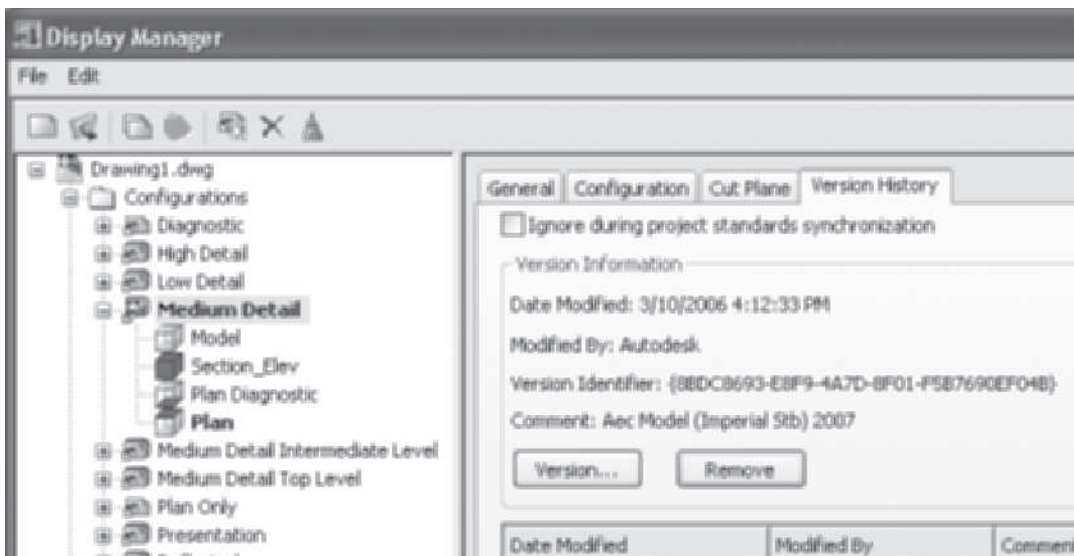 Display Manager
File Edit
Drawing1.dwg
Configurations
Diagnostic
High Detail
Low Detail
Medium Detail
Model
Section_Elev
Plan Diagnostic
Plan
Medium Detail Intermediate Level
Medium Detail Top Level
Plan Only
Presentation
General Configuration Cut Plane Version History
Ignore during project standards synchronization
Version Information
Date Modified: 3/10/2006 4:12:33 PM
Modified By: Autodesk
Version Identifier: {8BDC8693-E8F9-4A7D-8F01-F5B7690EF04B}
Comment: Aec Model (Imperial Stb) 2007
Version... Remove
Date Modified Modified By Comment